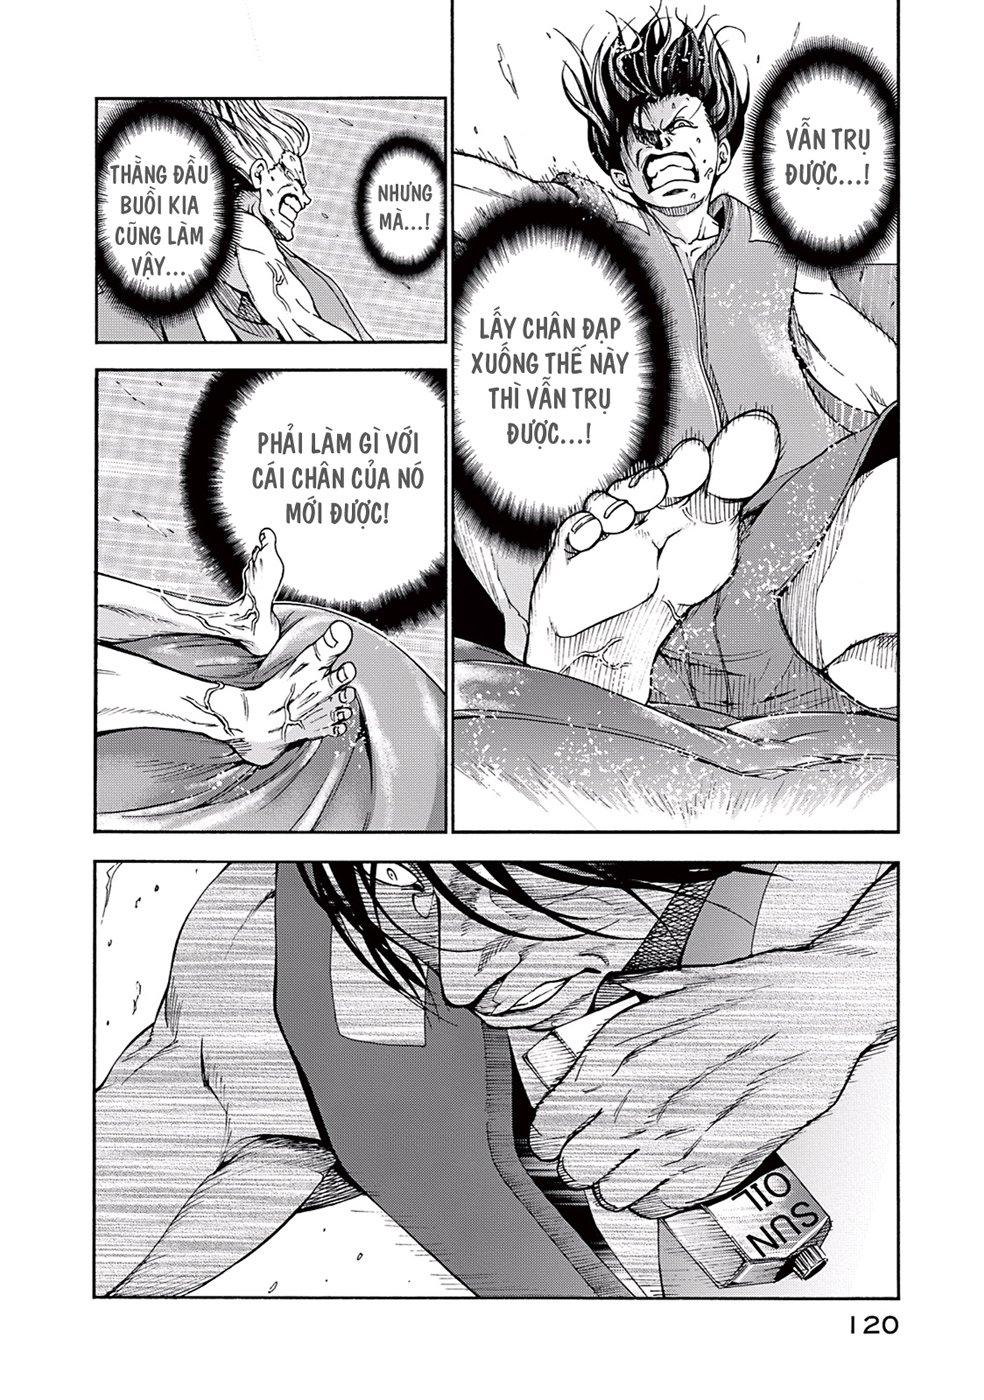 VẪN TRỤ
ĐƯỢC...!
LẤY CHÂN ĐẠP
XUỐNG THẾ NÀY
THÌ VẪN TRỤ
ĐƯỢC...!
NHƯNG
MÀ...!
THẰNG ĐẦU
BUỒI KIA
CŨNG LÀM
VẬY...
PHẢI LÀM GÌ VỚI
CÁI CHÂN CỦA NÓ
MỚI ĐƯỢC!
SUN
OIL
120